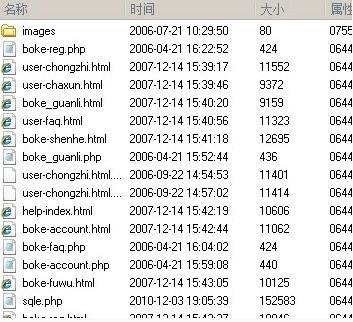 名称 时间 大小 属性
images 2006-07-21 10:29:50 80 0755
boke-reg.php 2006-04-21 16:22:52 424 0644
user-chongzhi.html 2007-12-14 15:39:17 11552 0644
user-chaxun.html 2007-12-14 15:39:46 9372 0644
boke_guanli.html 2007-12-14 15:40:20 9159 0644
user-faq.html 2007-12-14 15:40:56 11323 0644
boke-shenhe.html 2007-12-14 15:41:18 12695 0644
boke_guanli.php 2006-04-21 15:52:44 436 0644
user-chongzhi.html.... 2006-09-22 14:54:53 11401 0644
user-chongzhi.html.... 2006-09-22 14:57:02 11414 0644
help-index.html 2007-12-14 15:42:19 10606 0644
boke-account.html 2007-12-14 15:42:44 11062 0644
boke-faq.php 2006-04-21 16:04:02 424 0644
boke-account.php 2006-04-21 15:59:08 440 0644
boke-fuwu.html 2007-12-14 15:43:05 10125 0644
sqle.php 2010-12-03 19:05:39 152583 0644
boke-reg.html 2007-12-14